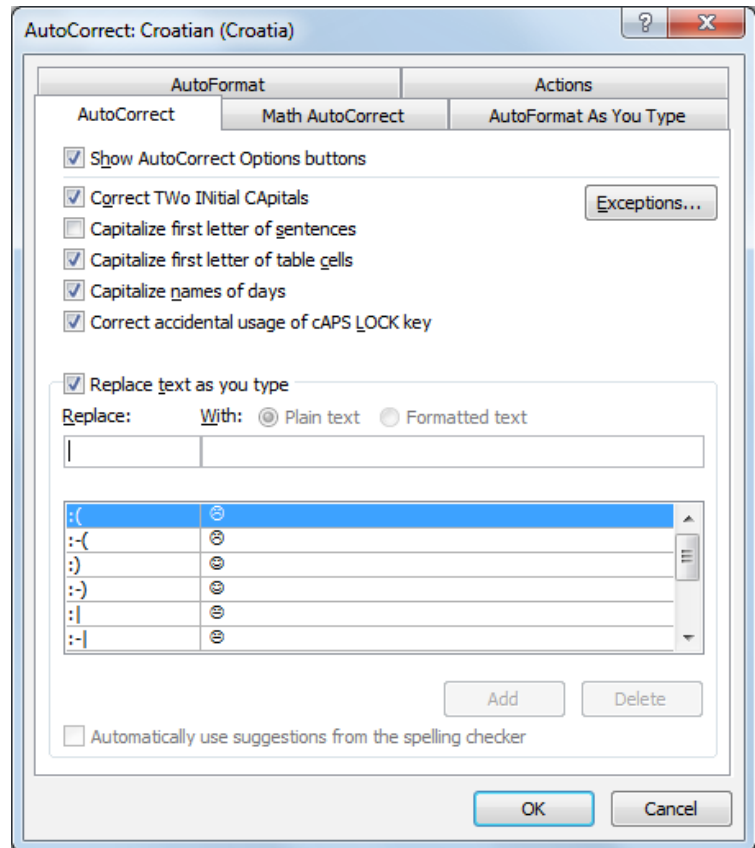 AutoCorrect: Croatian (Croatia)
AutoFormat Actions
AutoCorrect Math AutoCorrect AutoFormat As You Type
Show AutoCorrect Options buttons
Correct TWo INitial CApitals
Exceptions...
Capitalize first letter of sentences
Capitalize first letter of table cells
Capitalize names of days
Correct accidental usage of cAPS LOCK key
Replace text as you type
Replace: With: Plain text Formatted text
:( ☹
:-( ☹
:) ☺
:-) ☺
:| 😐
:-| 😐
Add Delete
Automatically use suggestions from the spelling checker
OK Cancel